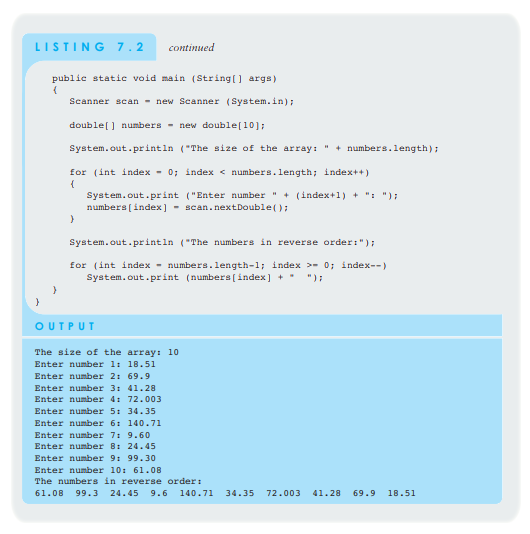 LISTING 7.2 continued
public static void main (String[] args)
{
Scanner scan = new Scanner (System.in);
double[] numbers = new double[10];
System.out.println ("The size of the array: " + numbers.length);
for (int index = 0; index < numbers.length; index++)
{
System.out.print ("Enter number " + (index+1) + ": ");
numbers[index] = scan.nextDouble();
}
System.out.println ("The numbers in reverse order:");
for (int index = numbers.length-1; index >= 0; index--)
System.out.print (numbers[index] + "  ");
}
}
OUTPUT
The size of the array: 10
Enter number 1: 18.51
Enter number 2: 69.9
Enter number 3: 41.28
Enter number 4: 72.003
Enter number 5: 34.35
Enter number 6: 140.71
Enter number 7: 9.60
Enter number 8: 24.45
Enter number 9: 99.30
Enter number 10: 61.08
The numbers in reverse order:
61.08  99.3  24.45  9.6  140.71  34.35  72.003  41.28  69.9  18.51